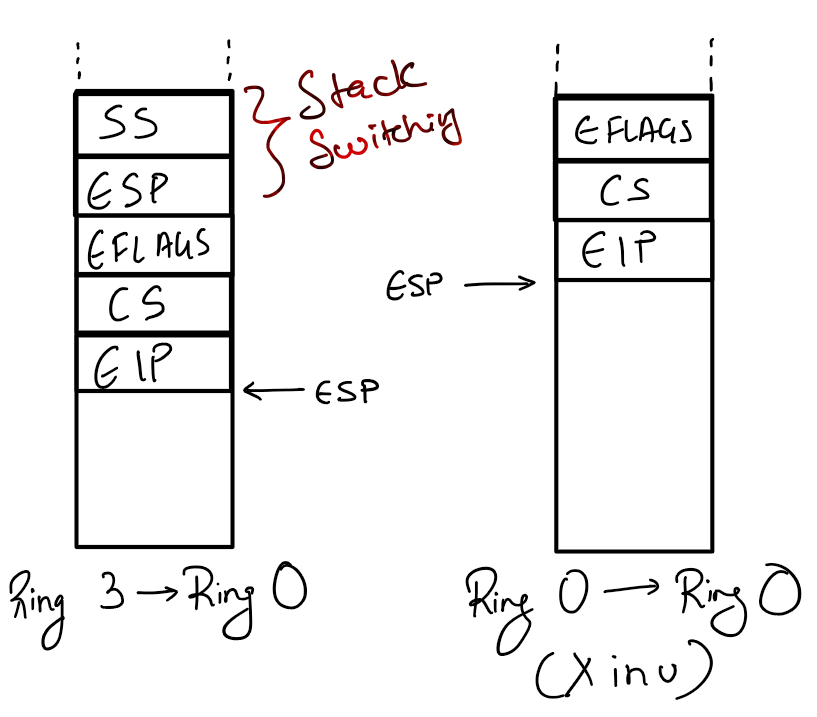 SS
ESP
EFLAGS
CS
EIP
Stack
Switching
ESP
Ring 3 → Ring 0
EFLAGS
CS
EIP
ESP
Ring 0 → Ring 0
(Xinu)